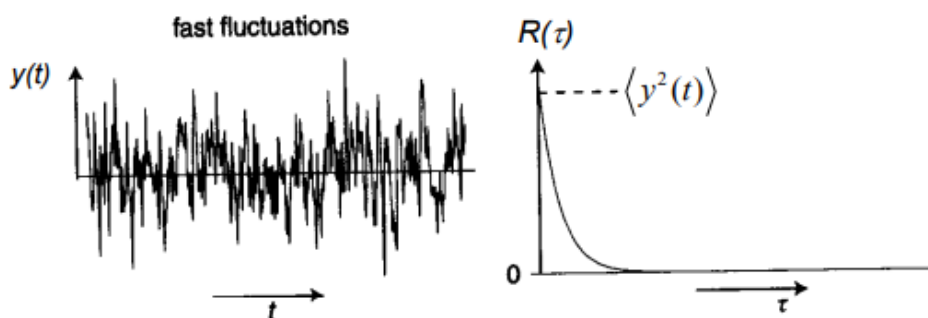 fast fluctuations
y(t)
t
R(τ)
⟨y²(t)⟩
0
τ